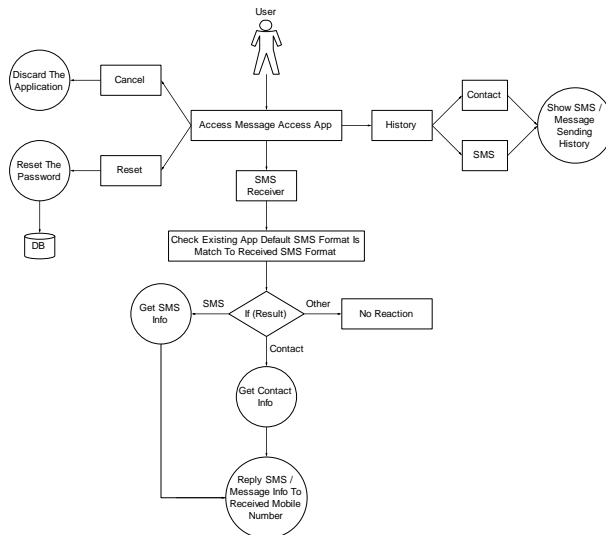 User
Discard The
Application
Cancel
Access Message Access App
History
Contact
SMS
Show SMS /
Message
Sending
History
Reset The
Password
Reset
DB
SMS
Receiver
Check Existing App Default SMS Format Is
Match To Received SMS Format
Get SMS
Info
SMS
If (Result)
Other
No Reaction
Contact
Get Contact
Info
Reply SMS /
Message Info To
Received Mobile
Number